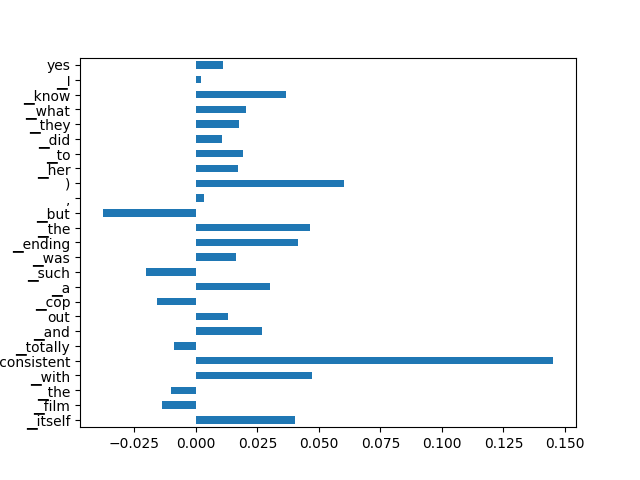 yes
_I
_know
_what
_they
_did
_to
_her
)
,
_but
_the
_ending
_was
_such
_a
_cop
out
_and
_totally
consistent
_with
_the
_film
_itself
−0.025 0.000 0.025 0.050 0.075 0.100 0.125 0.150